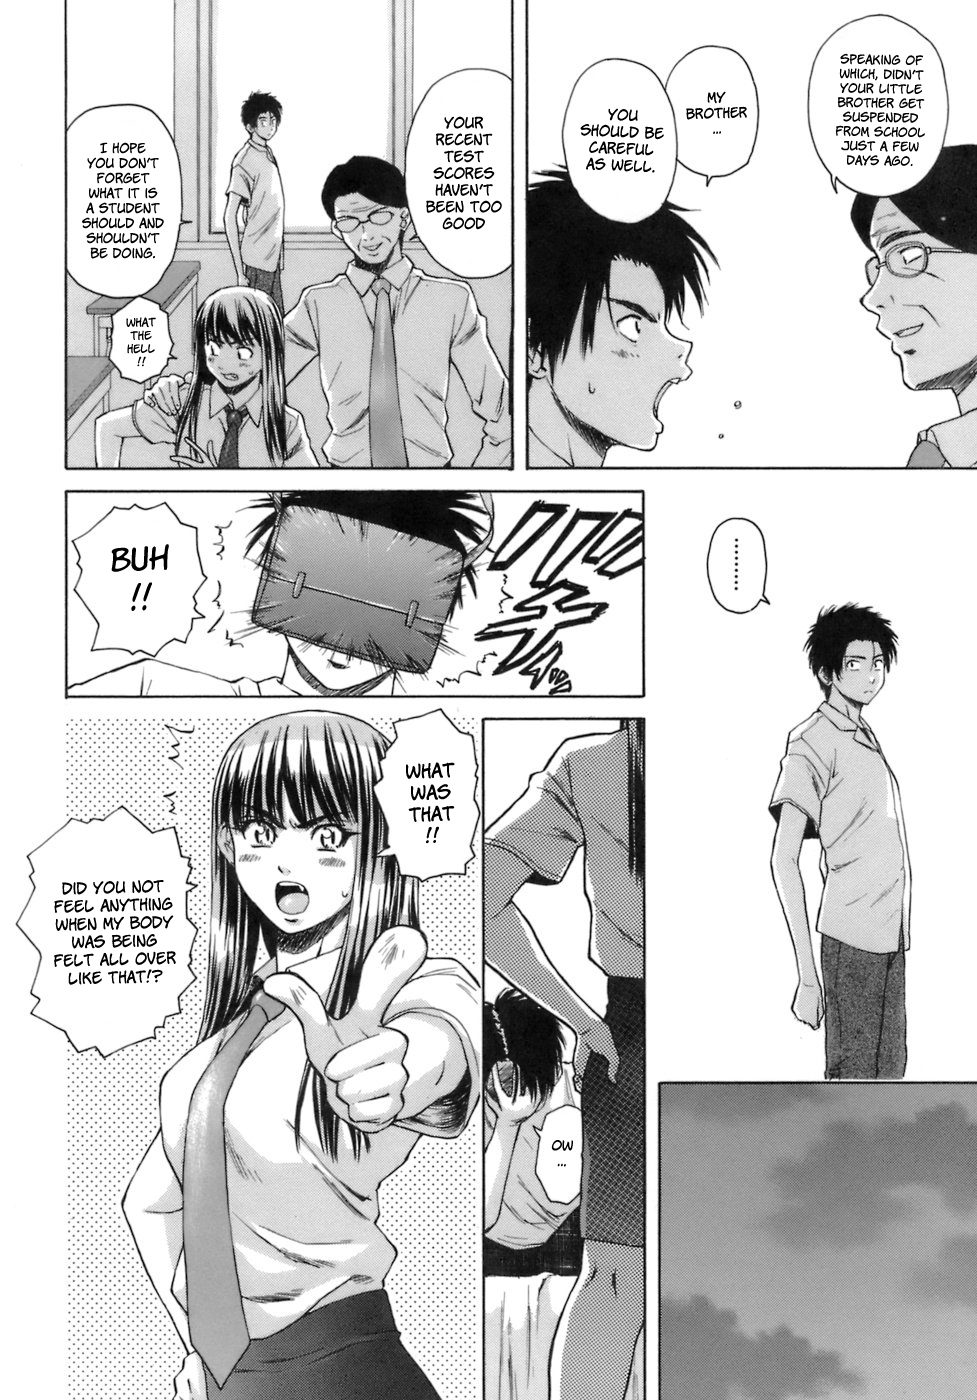 SPEAKING OF
WHICH, DIDN'T
YOUR LITTLE
BROTHER GET
SUSPENDED
FROM SCHOOL
JUST A FEW
DAYS AGO.
MY
BROTHER
...
YOU
SHOULD BE
CAREFUL
AS WELL.
YOUR
RECENT
TEST
SCORES
HAVEN'T
BEEN TOO
GOOD
I HOPE
YOU DON'T
FORGET
WHAT IT IS
A STUDENT
SHOULD AND
SHOULDN'T
BE DOING.
WHAT
THE
HELL
!!
..........
BUH
!!
WHAT
WAS
THAT
!!
DID YOU NOT
FEEL ANYTHING
WHEN MY BODY
WAS BEING
FELT ALL OVER
LIKE THAT!?
OW
...